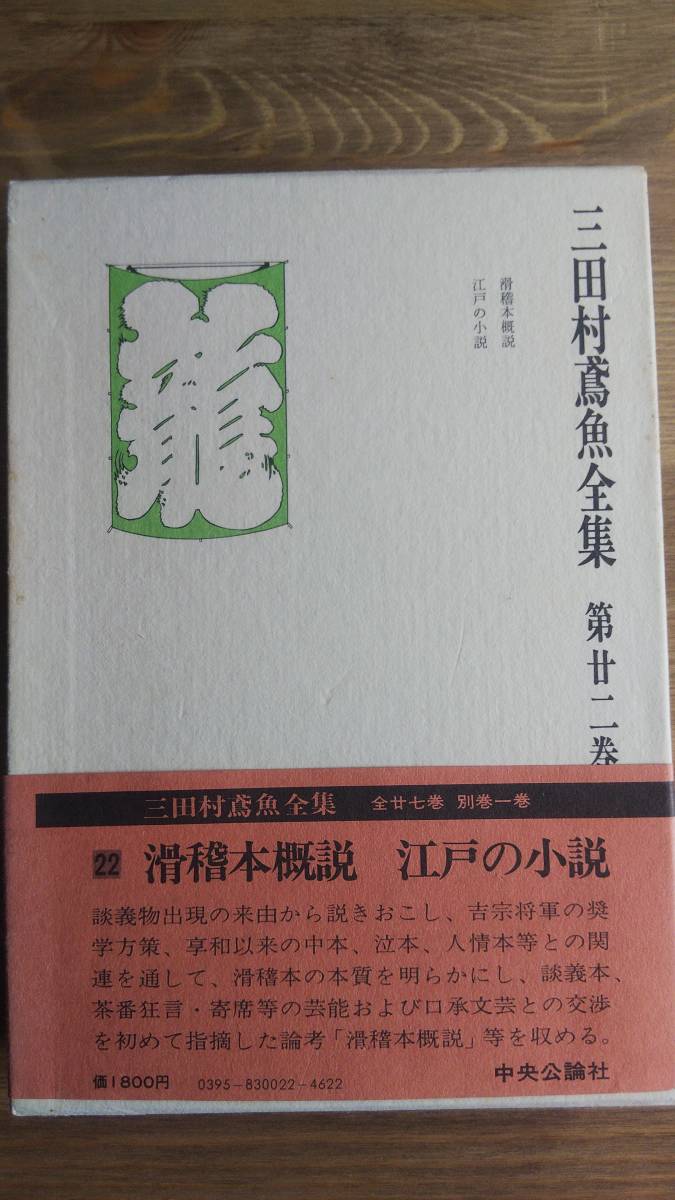 三田村鳶魚全集 第廿二巻
滑稽本概説
江戸の小説
三田村鳶魚全集 全廿七巻 別巻一巻
22 滑稽本概説 江戸の小説
談義物出現の来由から説きおこし、吉宗将軍の奨
学方策、享和以来の中本、泣本、人情本等との関
連を通して、滑稽本の本質を明らかにし、談義本、
茶番狂言・寄席等の芸能および口承文芸との交渉
を初めて指摘した論考「滑稽本概説」等を収める。
価1800円 0395-830022-4622 中央公論社